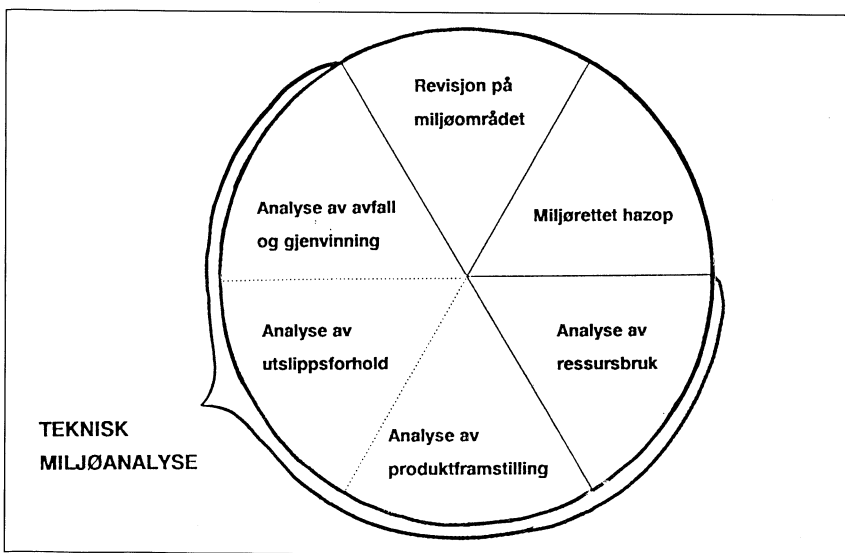 Revisjon på
miljøområdet
Miljørettet hazop
Analyse av avfall
og gjenvinning
Analyse av
utslippsforhold
Analyse av
ressursbruk
Analyse av
produktframstilling
TEKNISK
MILJØANALYSE